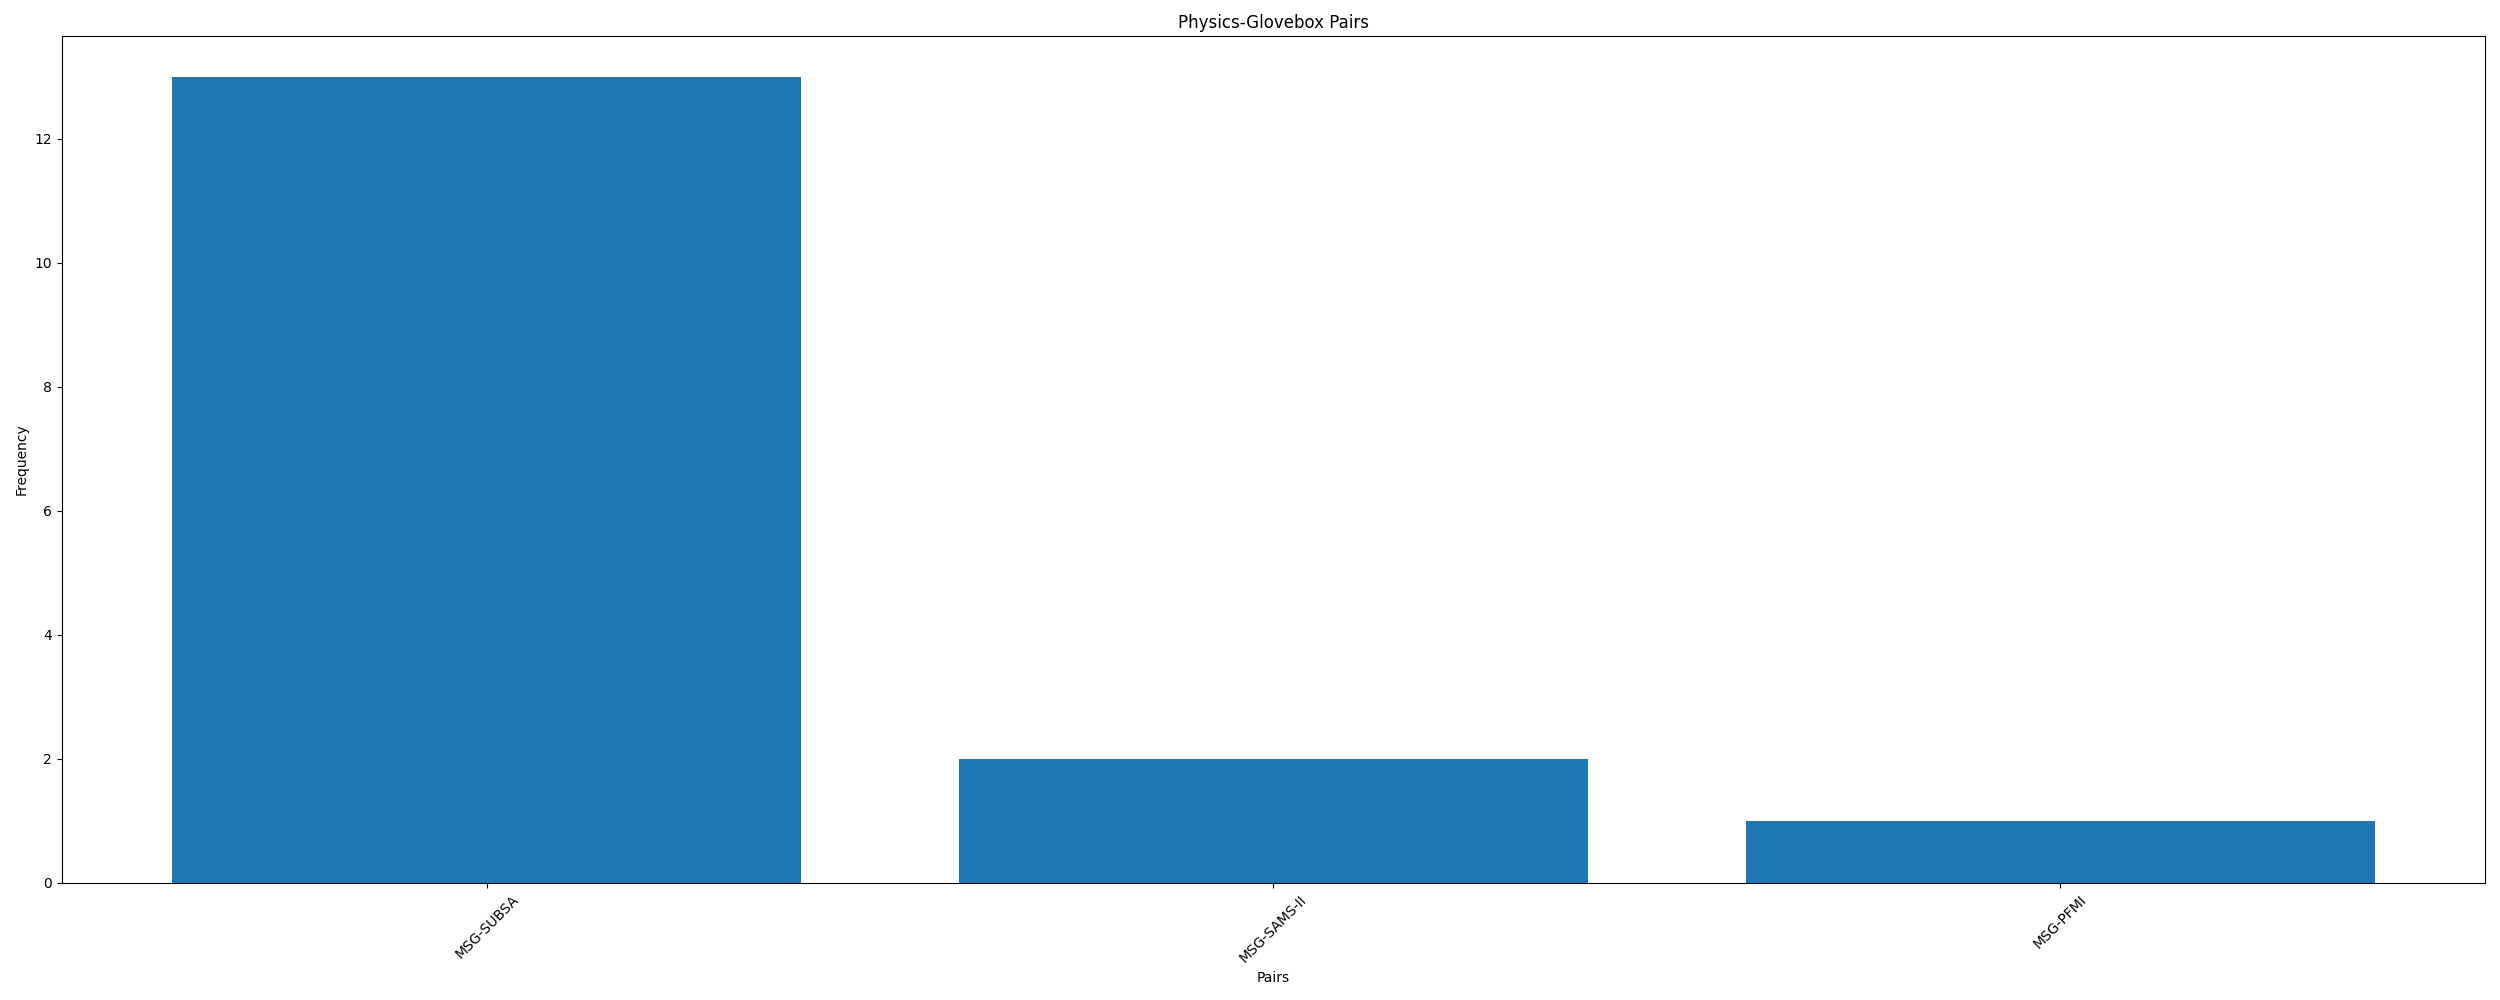 Physics-Glovebox Pairs
Frequency
12
10
8
6
4
2
0
MSG-SUBSA
MSG-SAMS-II
MSG-PFMI
Pairs